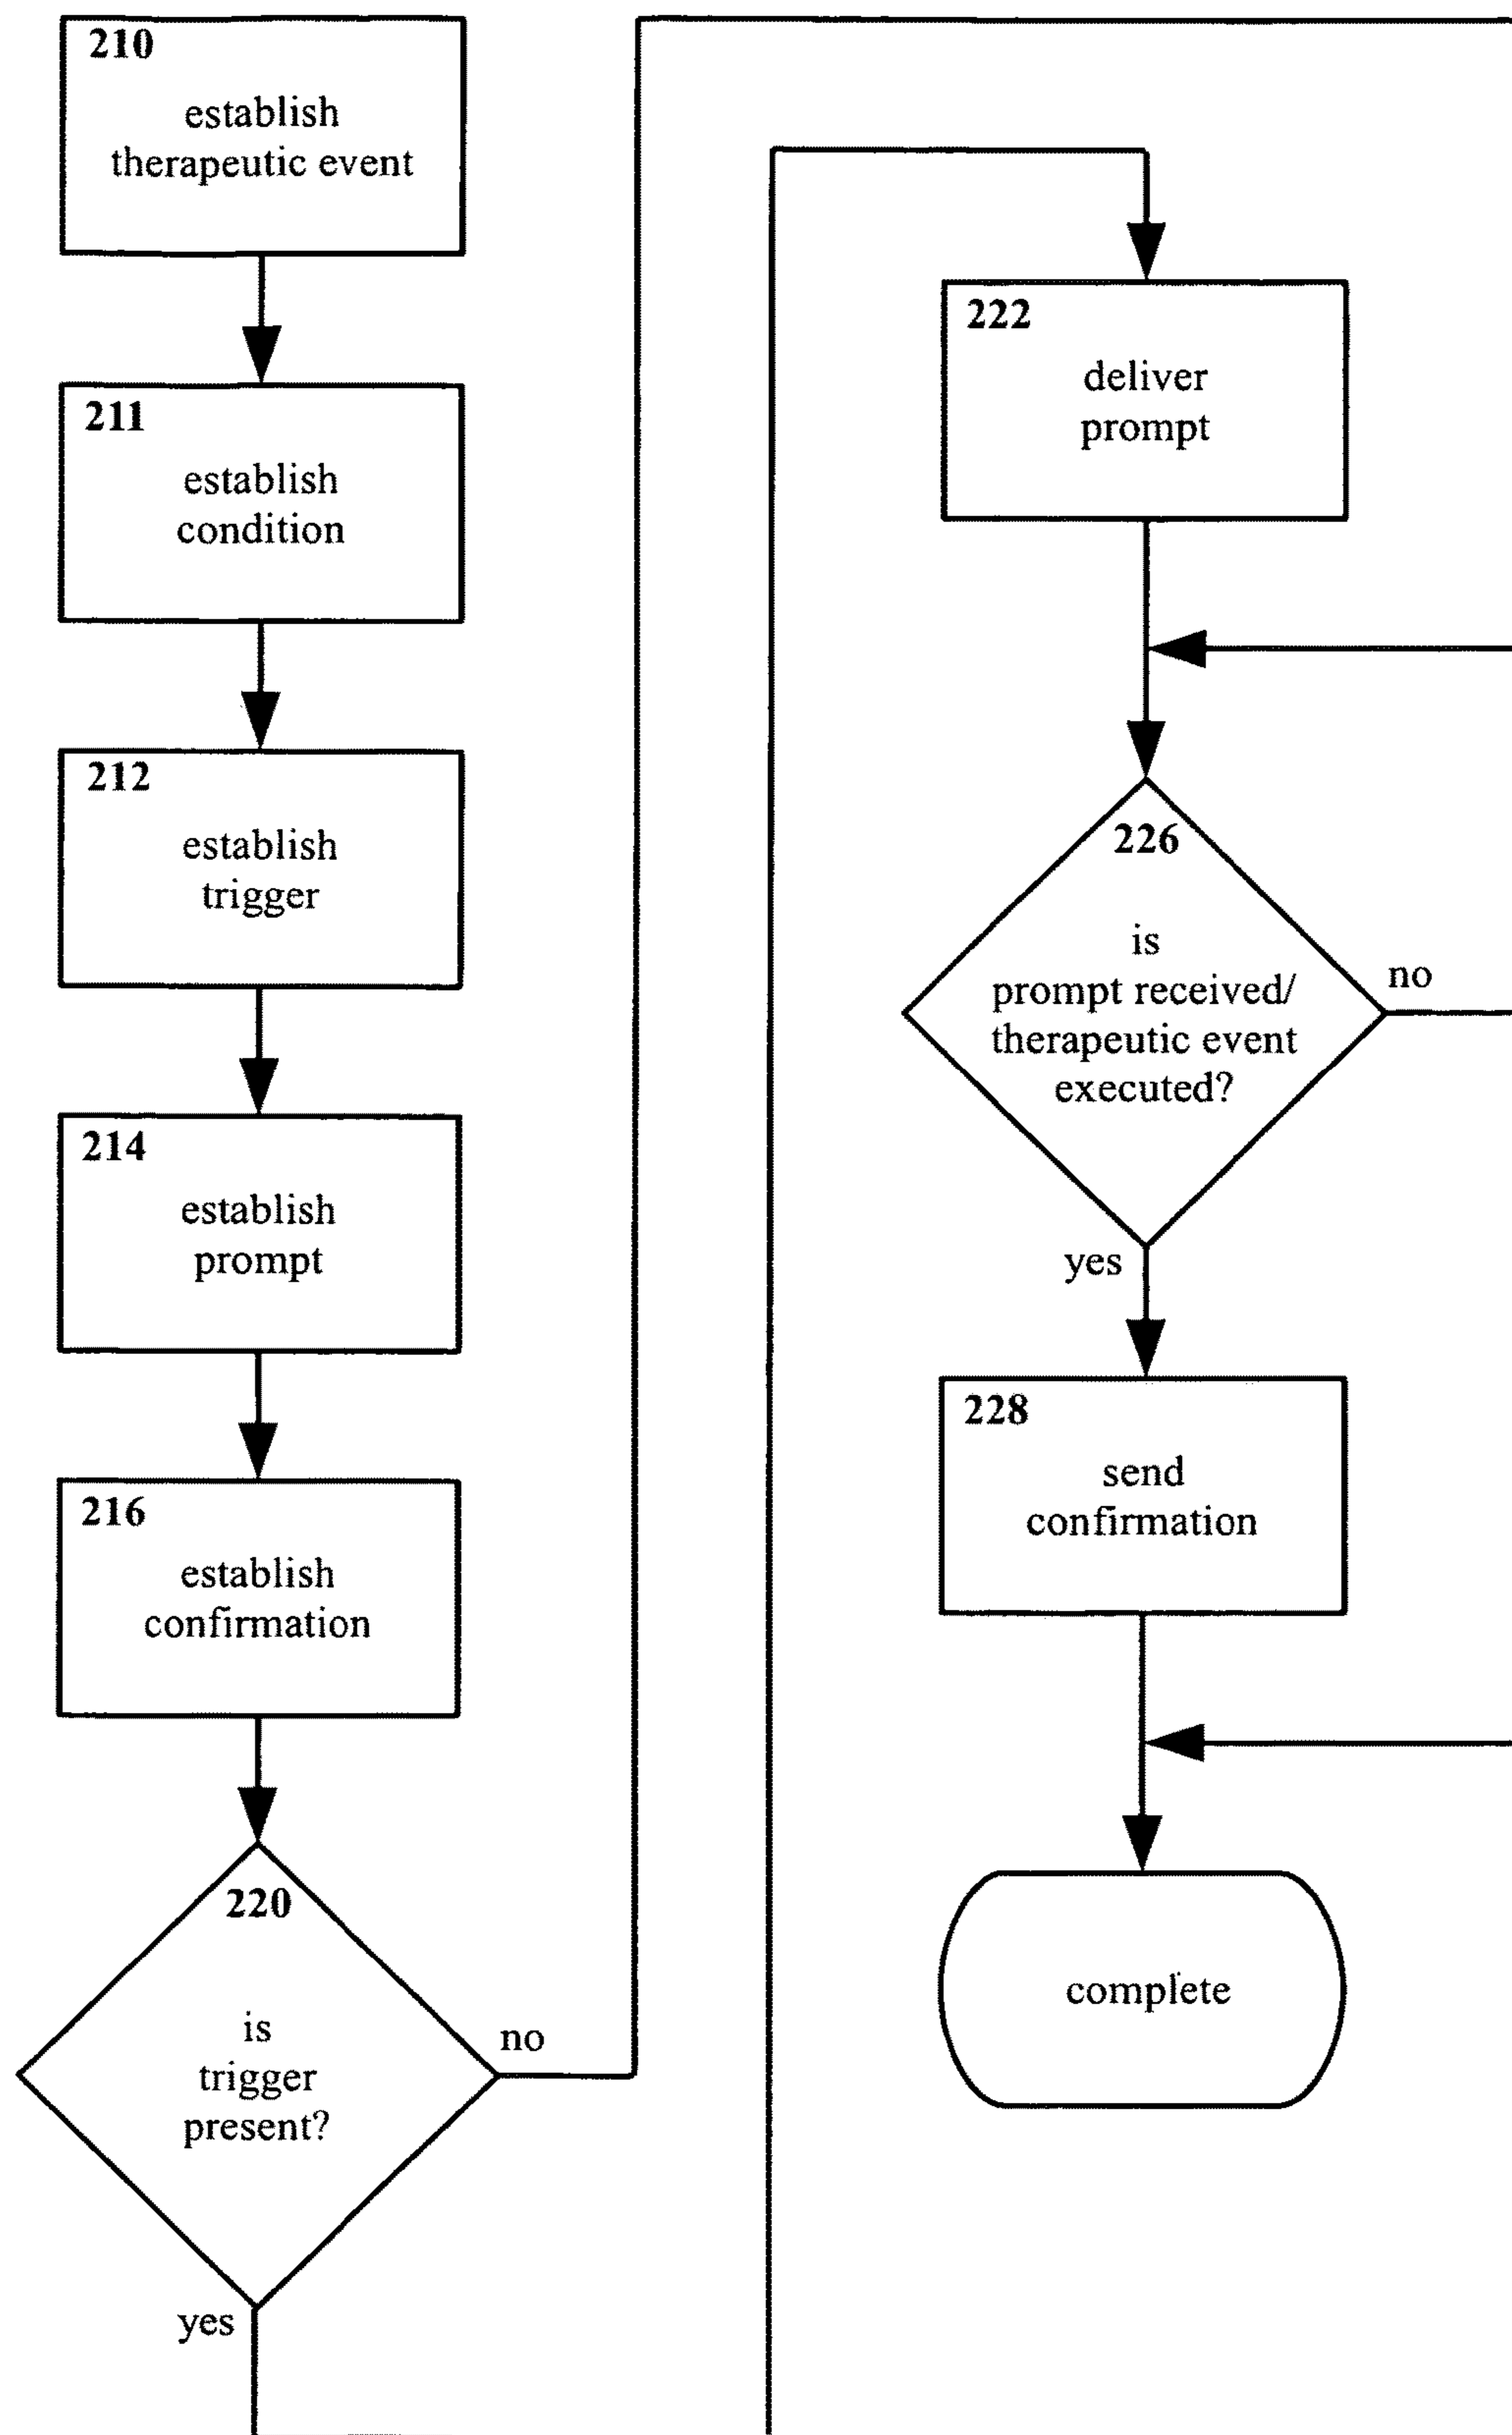 210
establish
therapeutic event
211
establish
condition
212
establish
trigger
214
establish
prompt
216
establish
confirmation
220
is
trigger
present?
no
yes
222
deliver
prompt
226
is
prompt received/
therapeutic event
executed?
no
yes
228
send
confirmation
complete